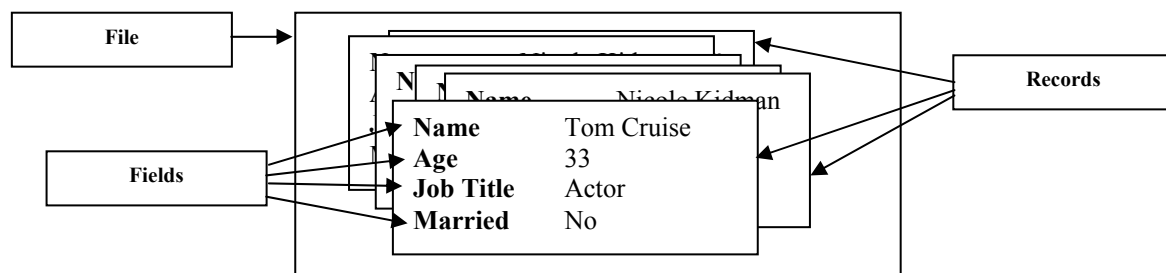 File
Records
Fields
Name Nicole Kidman
Name Tom Cruise
Age 33
Job Title Actor
Married No